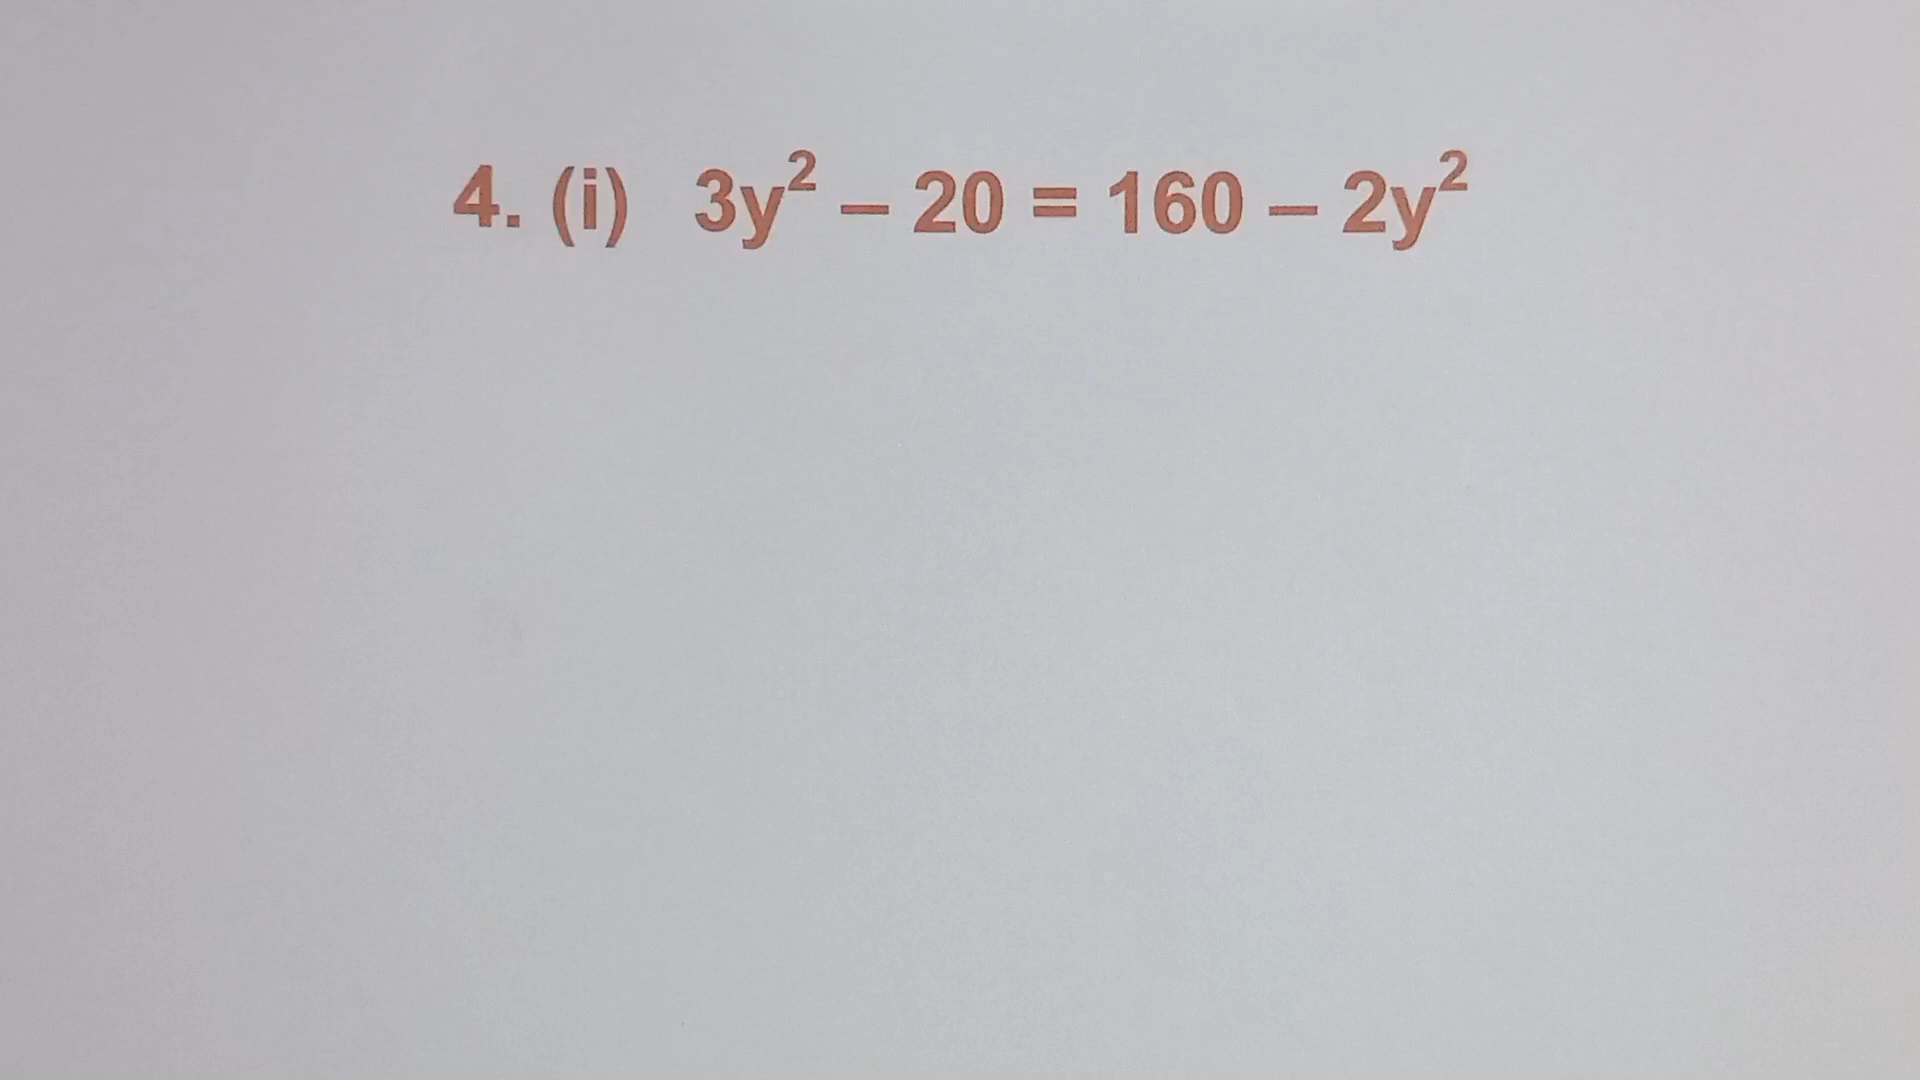 4. (i) 3y² – 20 = 160 – 2y²